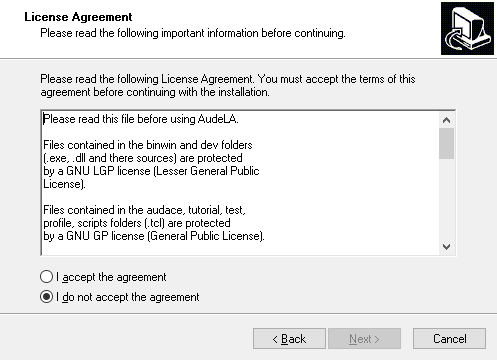 License Agreement
Please read the following important information before continuing.
Please read the following License Agreement. You must accept the terms of this
agreement before continuing with the installation.
Please read this file before using AudeLA.
Files contained in the binwin and dev folders
(.exe, .dll and there sources) are protected
by a GNU LGP license (Lesser General Public
License).
Files contained in the audace, tutorial, test,
profile, scripts folders (.tcl) are protected
by a GNU GP license (General Public License).
I accept the agreement
I do not accept the agreement
< Back
Next >
Cancel